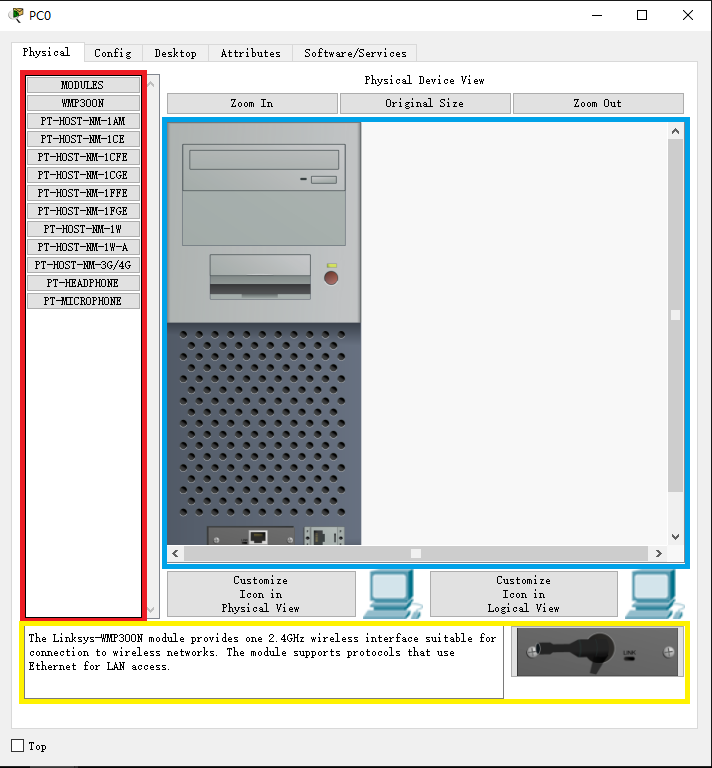 PC0
Physical
Config
Desktop
Attributes
Software/Services
MODULES
WMP300N
PT-HOST-NM-1AM
PT-HOST-NM-1CE
PT-HOST-NM-1CFE
PT-HOST-NM-1CGE
PT-HOST-NM-1FFE
PT-HOST-NM-1FGE
PT-HOST-NM-1W
PT-HOST-NM-1W-A
PT-HOST-NM-3G/4G
PT-HEADPHONE
PT-MICROPHONE
Physical Device View
Zoom In
Original Size
Zoom Out
Customize
Icon in
Physical View
Customize
Icon in
Logical View
The Linksys-WMP300N module provides one 2.4GHz wireless interface suitable for
connection to wireless networks. The module supports protocols that use
Ethernet for LAN access.
LINK
Top